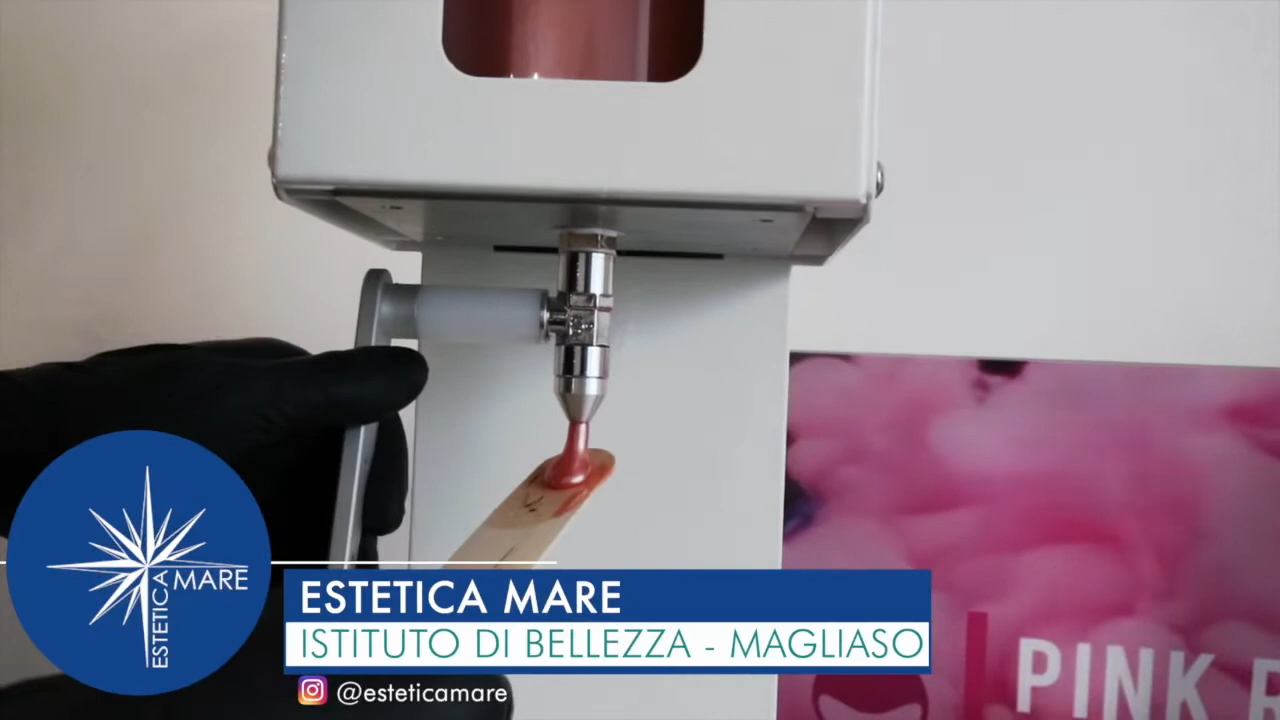 ESTETICA MARE
ESTETICA MARE
ISTITUTO DI BELLEZZA - MAGLIASO
@esteticamare
PINK